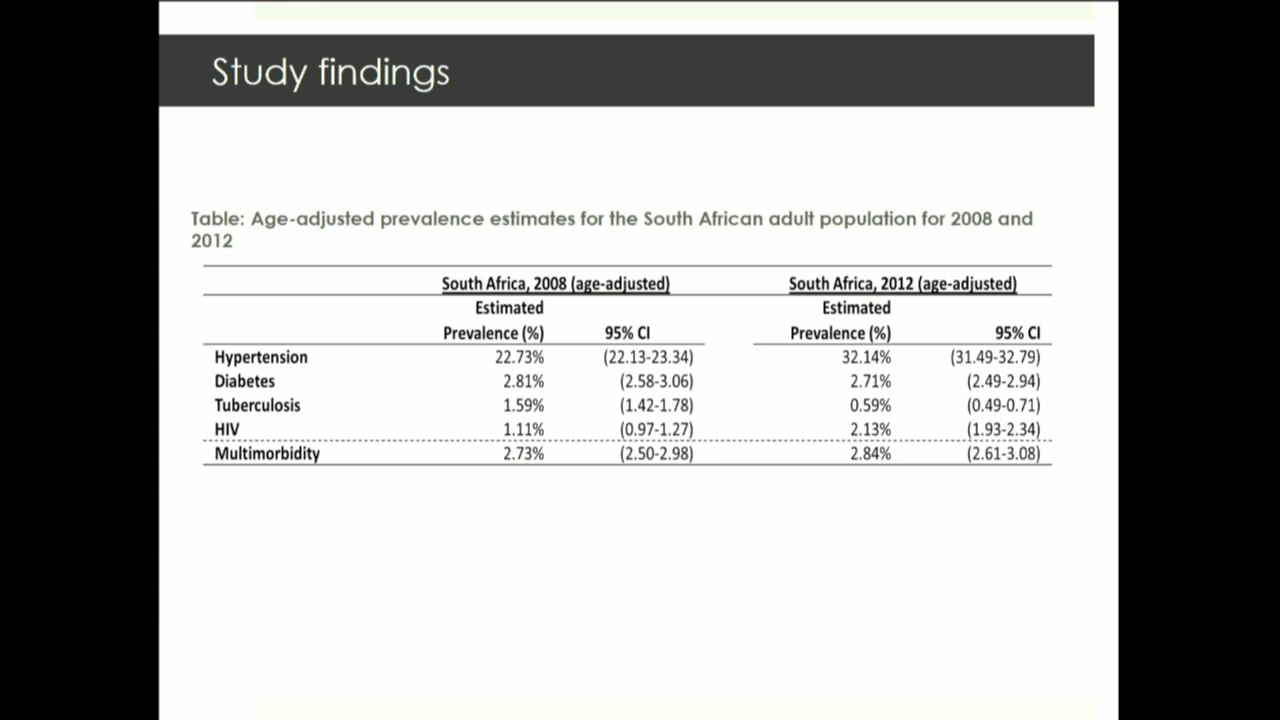 Study findings
Table: Age-adjusted prevalence estimates for the South African adult population for 2008 and
2012
South Africa, 2008 (age-adjusted) South Africa, 2012 (age-adjusted)
Estimated Estimated
Prevalence (%) 95% CI Prevalence (%) 95% CI
Hypertension 22.73% (22.13-23.34) 32.14% (31.49-32.79)
Diabetes 2.81% (2.58-3.06) 2.71% (2.49-2.94)
Tuberculosis 1.59% (1.42-1.78) 0.59% (0.49-0.71)
HIV 1.11% (0.97-1.27) 2.13% (1.93-2.34)
Multimorbidity 2.73% (2.50-2.98) 2.84% (2.61-3.08)